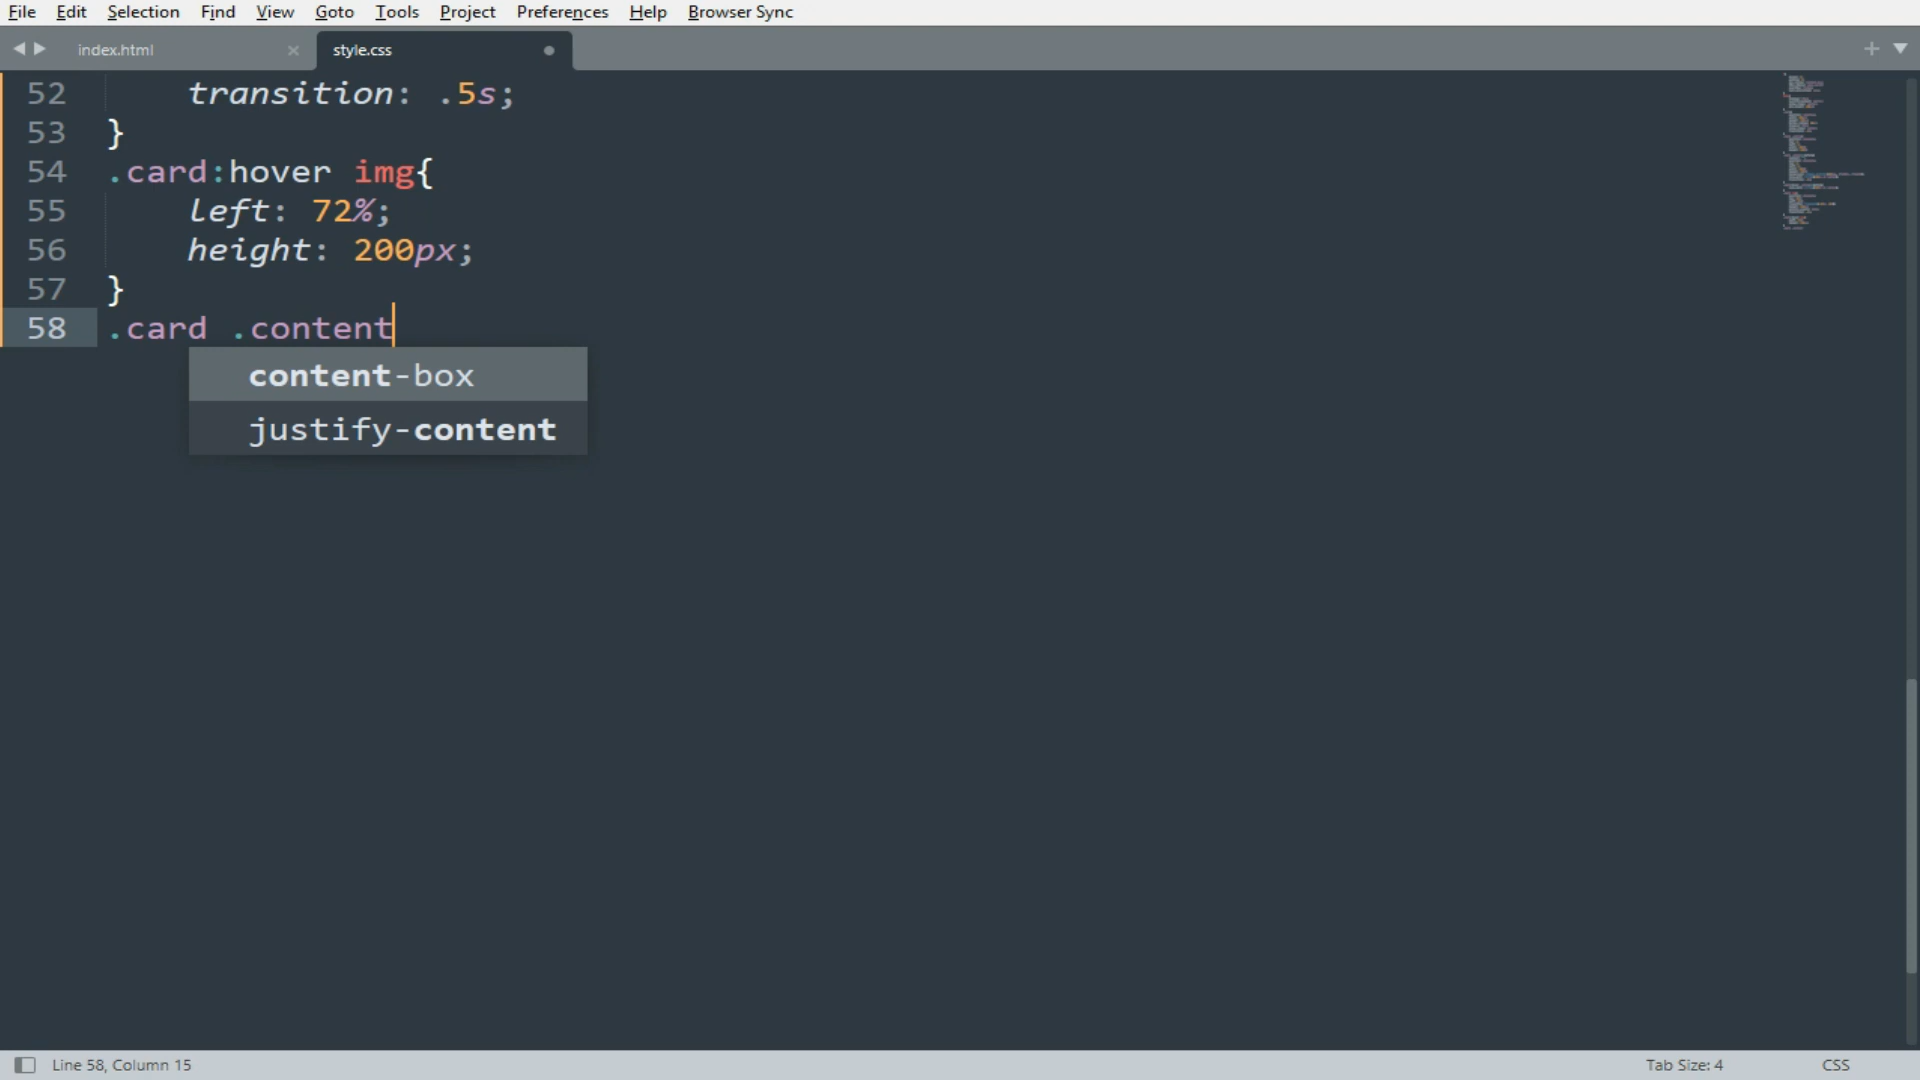 File Edit Selection Find View Goto Tools Project Preferences Help Browser Sync
index.html style.css
52 transition: .5s;
53 }
54 .card:hover img{
55 left: 72%;
56 height: 200px;
57 }
58 .card .content
content-box
justify-content
Line 58, Column 15 Tab Size: 4 CSS